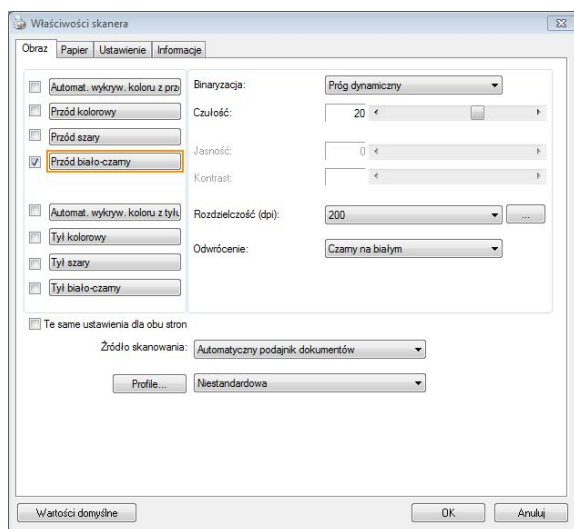 Właściwości skanera
Obraz Papier Ustawienie Informacje
Automat. wykryw. koloru z prz
Przód kolorowy
Przód szary
Przód biało-czarny
Automat. wykryw. koloru z tyłu
Tył kolorowy
Tył szary
Tył biało-czarny
Binaryzacja: Próg dynamiczny
Czułość: 20
Jasność: 0
Kontrast:
Rozdzielczość (dpi): 200 ...
Odwrócenie: Czarny na białym
Te same ustawienia dla obu stron
Źródło skanowania: Automatyczny podajnik dokumentów
Profile... Niestandardowa
Wartości domyślne OK Anuluj